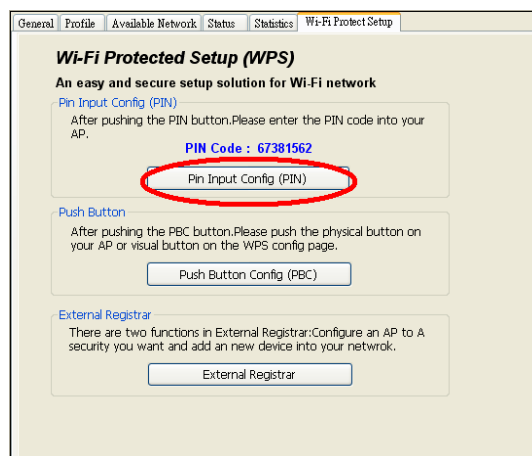 General Profile Available Network Status Statistics Wi-Fi Protect Setup
Wi-Fi Protected Setup (WPS)
An easy and secure setup solution for Wi-Fi network
Pin Input Config (PIN)
After pushing the PIN button.Please enter the PIN code into your
AP.
PIN Code : 67381562
Pin Input Config (PIN)
Push Button
After pushing the PBC button.Please push the physical button on
your AP or visual button on the WPS config page.
Push Button Config (PBC)
External Registrar
There are two functions in External Registrar:Configure an AP to A
security you want and add an new device into your netwrok.
External Registrar